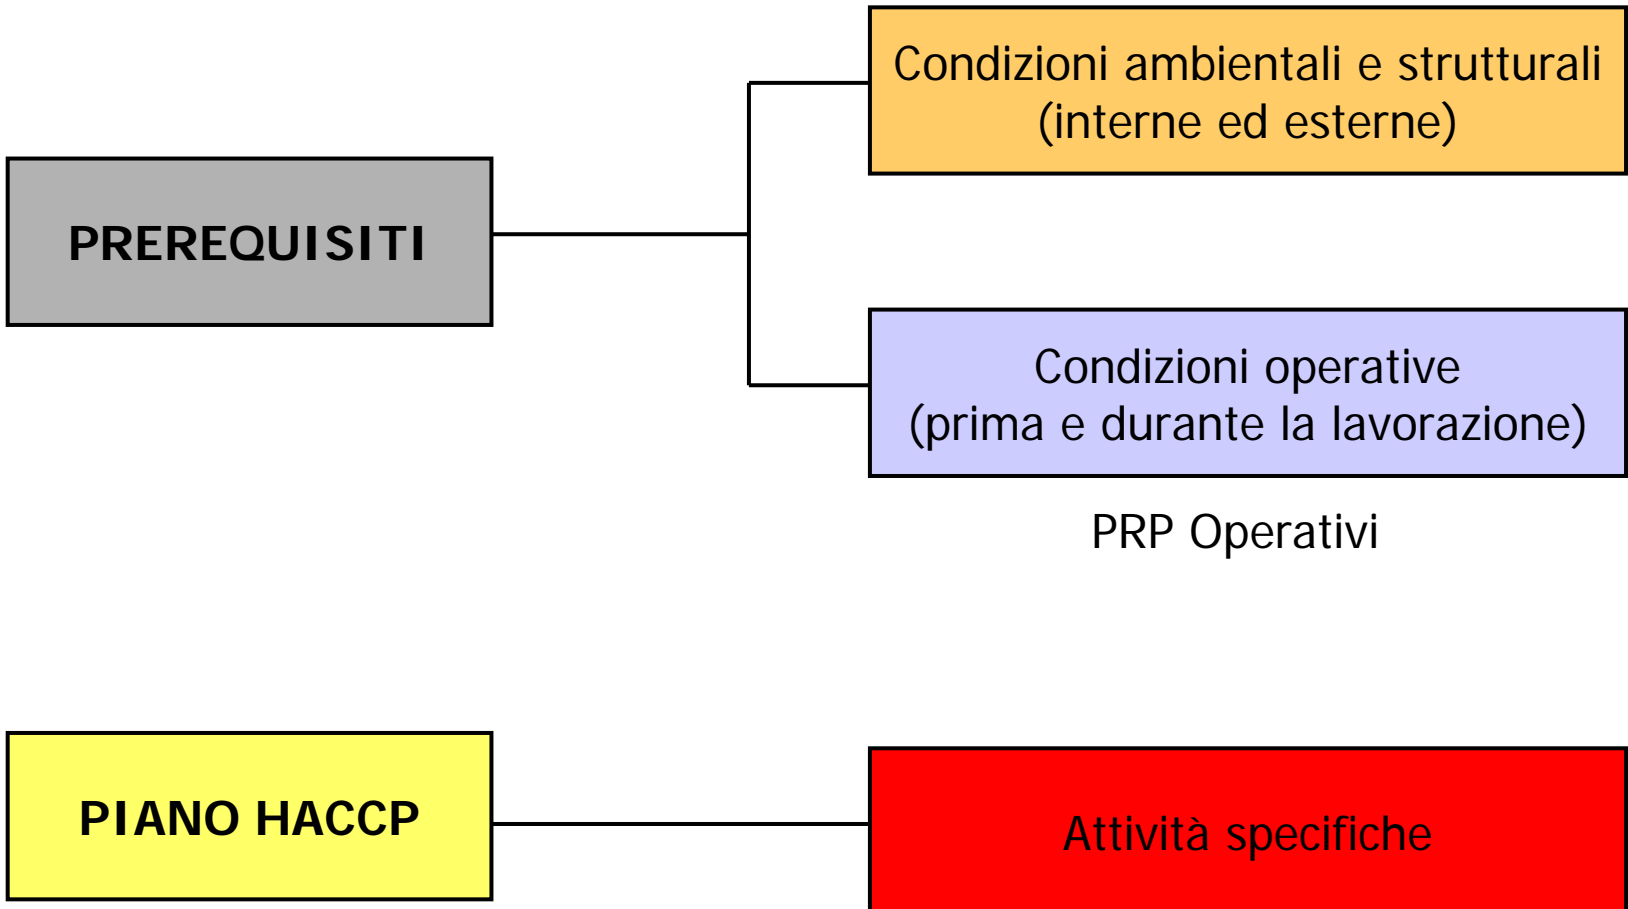 Condizioni ambientali e strutturali
(interne ed esterne)
PREREQUISITI
Condizioni operative
(prima e durante la lavorazione)
PRP Operativi
PIANO HACCP
Attività specifiche